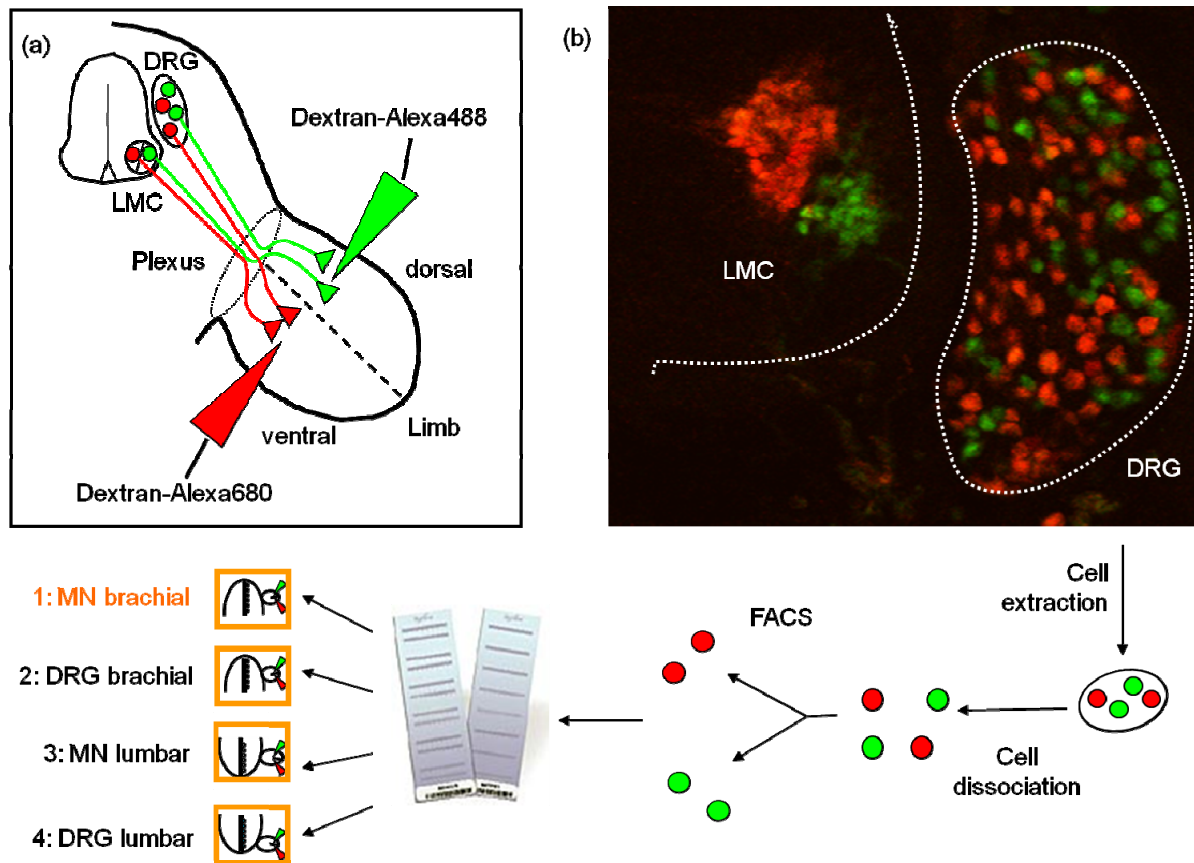 (a)
DRG
Dextran-Alexa488
LMC
Plexus
dorsal
ventral
Limb
Dextran-Alexa680
(b)
LMC
DRG
Cell
extraction
FACS
Cell
dissociation
1: MN brachial
2: DRG brachial
3: MN lumbar
4: DRG lumbar